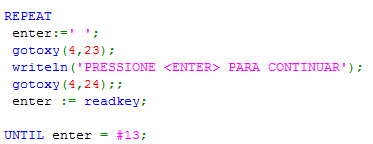 REPEAT
enter:=' ';
gotoxy(4,23);
writeln('PRESSIONE <ENTER> PARA CONTINUAR');
gotoxy(4,24);;
enter := readkey;
UNTIL enter = #13;